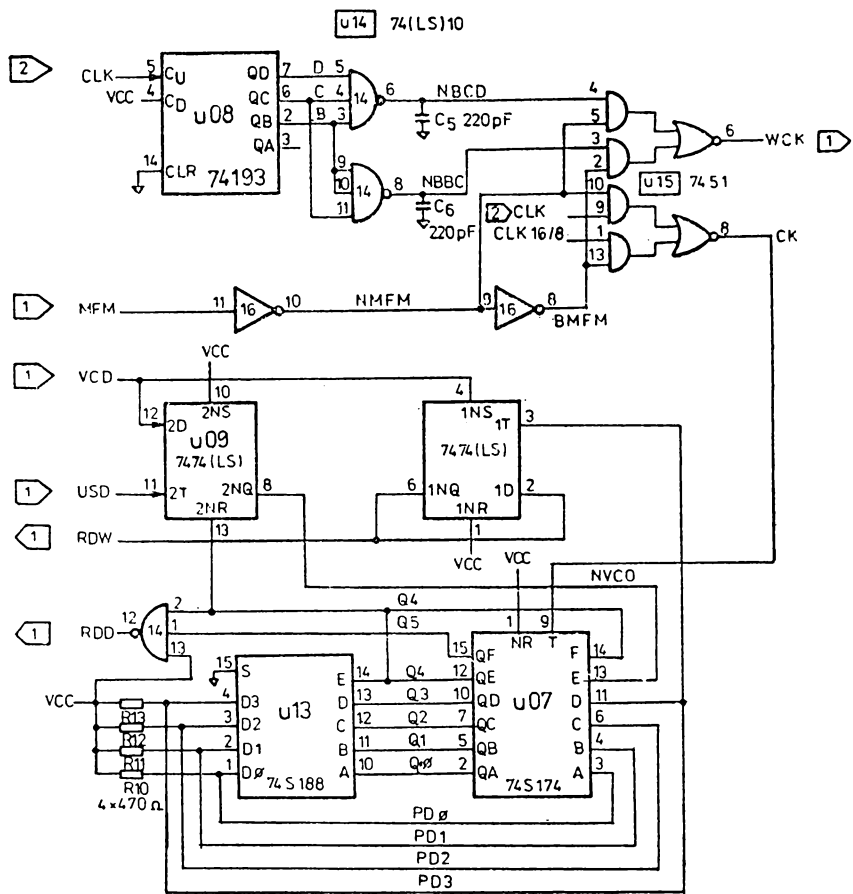 u14 74(LS)10
2 CLK 5 CU QD 7 D 5
VCC 4 CD QC 6 C 4 14 6 NBCD 4
u08 QB 2 B 3 C5 220pF 5
QA 3 3 6 WCK 1
14 CLR 9 2
74193 10 14 8 NBBC 10 u15 7451
11 C6 2 CLK 9
220pF CLK 16/8 1 8 CK
13
1 MFM 11 16 10 NMFM 9 16 8 BMFM
VCC
1 VCD 10 4
12 2D 2NS 1NS 1T 3
u09
7474(LS) 7474(LS)
1 USD 11 2T 2NQ 8 6 1NQ 1D 2
2NR 1NR
1 RDW 13 1
VCC VCC
NVCO
2 Q4 1 9
1 RDD 12 14 1 Q5 NR T
13 15 QF F 14
15 S E 14 Q4 12 QE E 13
VCC 4 D3 u13 D 13 Q3 10 QD u07 D 11
R13 3 D2 C 12 Q2 7 QC C 6
R12 2 D1 B 11 Q1 5 QB B 4
R11 1 DØ A 10 QØ 2 QA A 3
R10 74S188 74S174
4×470Ω
PDØ
PD1
PD2
PD3